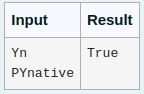 Input Result
Yn True
PYnative